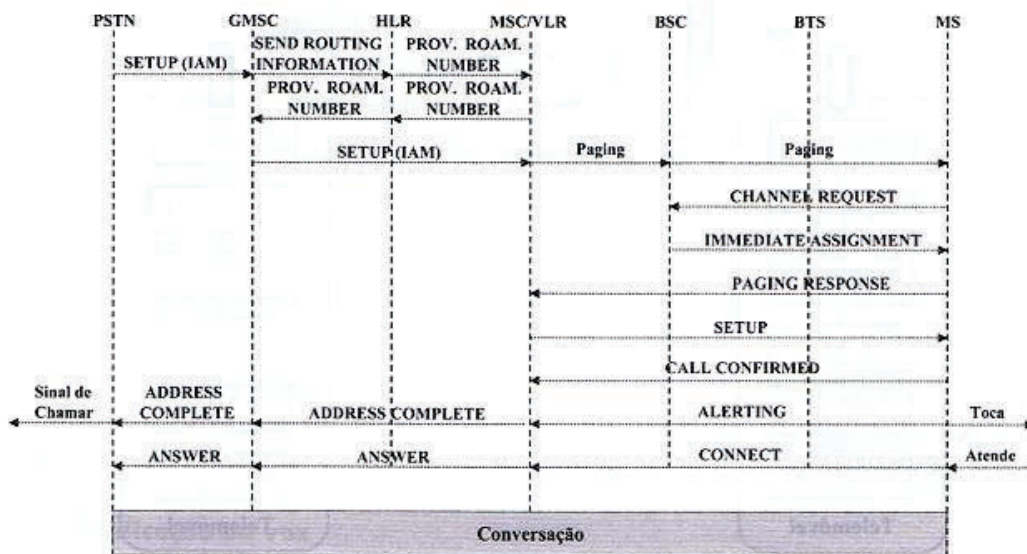 PSTN GMSC HLR MSC/VLR BSC BTS MS
SEND ROUTING PROV. ROAM.
SETUP (IAM) INFORMATION NUMBER
PROV. ROAM. PROV. ROAM.
NUMBER NUMBER
SETUP (IAM) Paging Paging
CHANNEL REQUEST
IMMEDIATE ASSIGNMENT
PAGING RESPONSE
SETUP
CALL CONFIRMED
Sinal de ADDRESS
Chamar COMPLETE ADDRESS COMPLETE ALERTING Toca
ANSWER ANSWER CONNECT Atende
Conversação